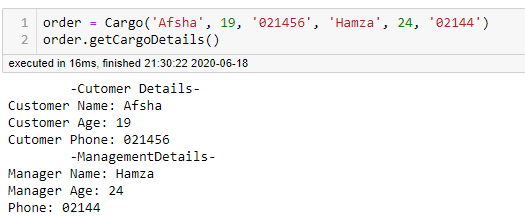 1 order = Cargo('Afsha', 19, '021456', 'Hamza', 24, '02144')
2 order.getCargoDetails()
executed in 16ms, finished 21:30:22 2020-06-18
-Cutomer Details-
Customer Name: Afsha
Customer Age: 19
Cutomer Phone: 021456
-ManagementDetails-
Manager Name: Hamza
Manager Age: 24
Phone: 02144